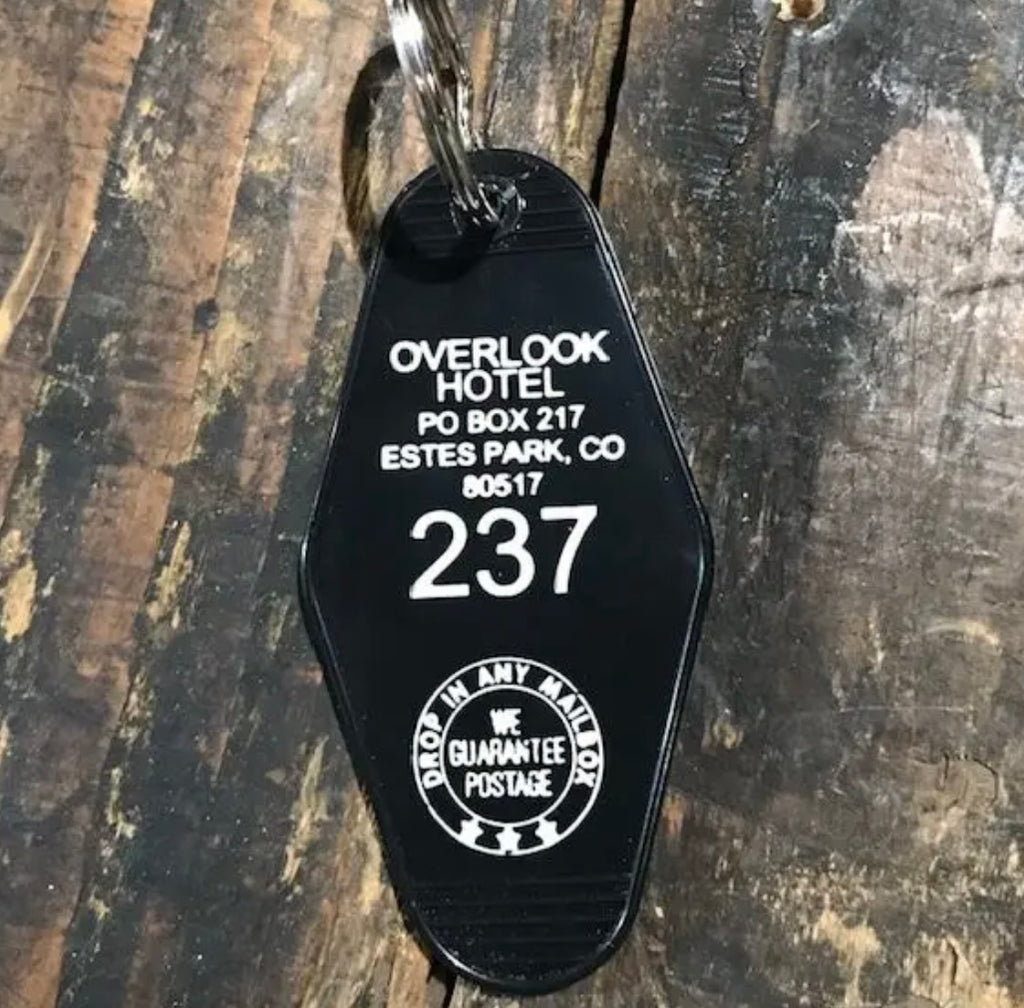 OVERLOOK
HOTEL
PO BOX 217
ESTES PARK, CO
80517
237
DROP IN ANY MAILBOX
WE
GUARANTEE
POSTAGE